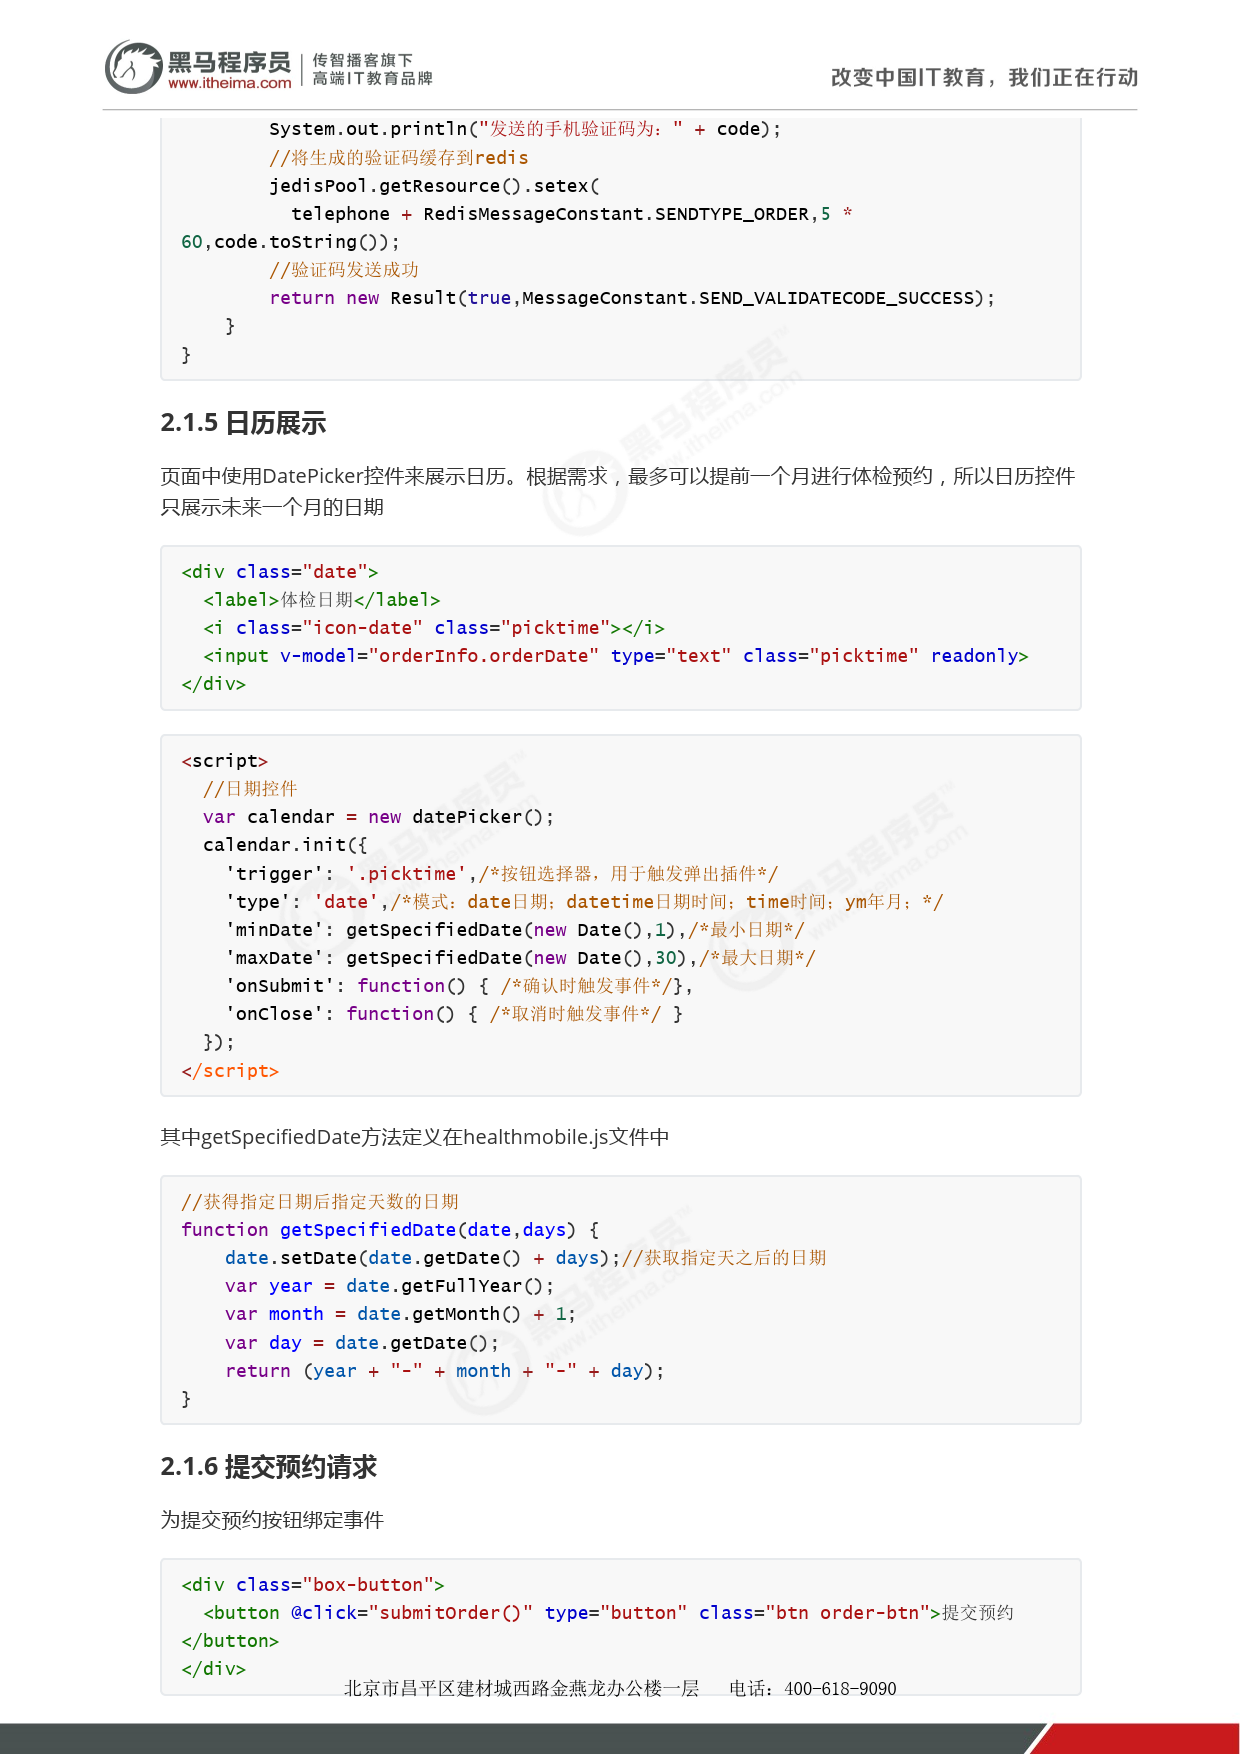 黑马程序员 传智播客旗下
www.itheima.com 高端IT教育品牌
改变中国IT教育，我们正在行动
        System.out.println("发送的手机验证码为：" + code);
        //将生成的验证码缓存到redis
        jedisPool.getResource().setex(
          telephone + RedisMessageConstant.SENDTYPE_ORDER,5 *
60,code.toString());
        //验证码发送成功
        return new Result(true,MessageConstant.SEND_VALIDATECODE_SUCCESS);
    }
}
2.1.5 日历展示
页面中使用DatePicker控件来展示日历。根据需求，最多可以提前一个月进行体检预约，所以日历控件
只展示未来一个月的日期
<div class="date">
  <label>体检日期</label>
  <i class="icon-date" class="picktime"></i>
  <input v-model="orderInfo.orderDate" type="text" class="picktime" readonly>
</div>
<script>
  //日期控件
  var calendar = new datePicker();
  calendar.init({
    'trigger': '.picktime',/*按钮选择器，用于触发弹出插件*/
    'type': 'date',/*模式：date日期；datetime日期时间；time时间；ym年月；*/
    'minDate': getSpecifiedDate(new Date(),1),/*最小日期*/
    'maxDate': getSpecifiedDate(new Date(),30),/*最大日期*/
    'onSubmit': function() { /*确认时触发事件*/},
    'onClose': function() { /*取消时触发事件*/ }
  });
</script>
其中getSpecifiedDate方法定义在healthmobile.js文件中
//获得指定日期后指定天数的日期
function getSpecifiedDate(date,days) {
    date.setDate(date.getDate() + days);//获取指定天之后的日期
    var year = date.getFullYear();
    var month = date.getMonth() + 1;
    var day = date.getDate();
    return (year + "-" + month + "-" + day);
}
2.1.6 提交预约请求
为提交预约按钮绑定事件
<div class="box-button">
  <button @click="submitOrder()" type="button" class="btn order-btn">提交预约
</button>
</div>
北京市昌平区建材城西路金燕龙办公楼一层 电话：400-618-9090